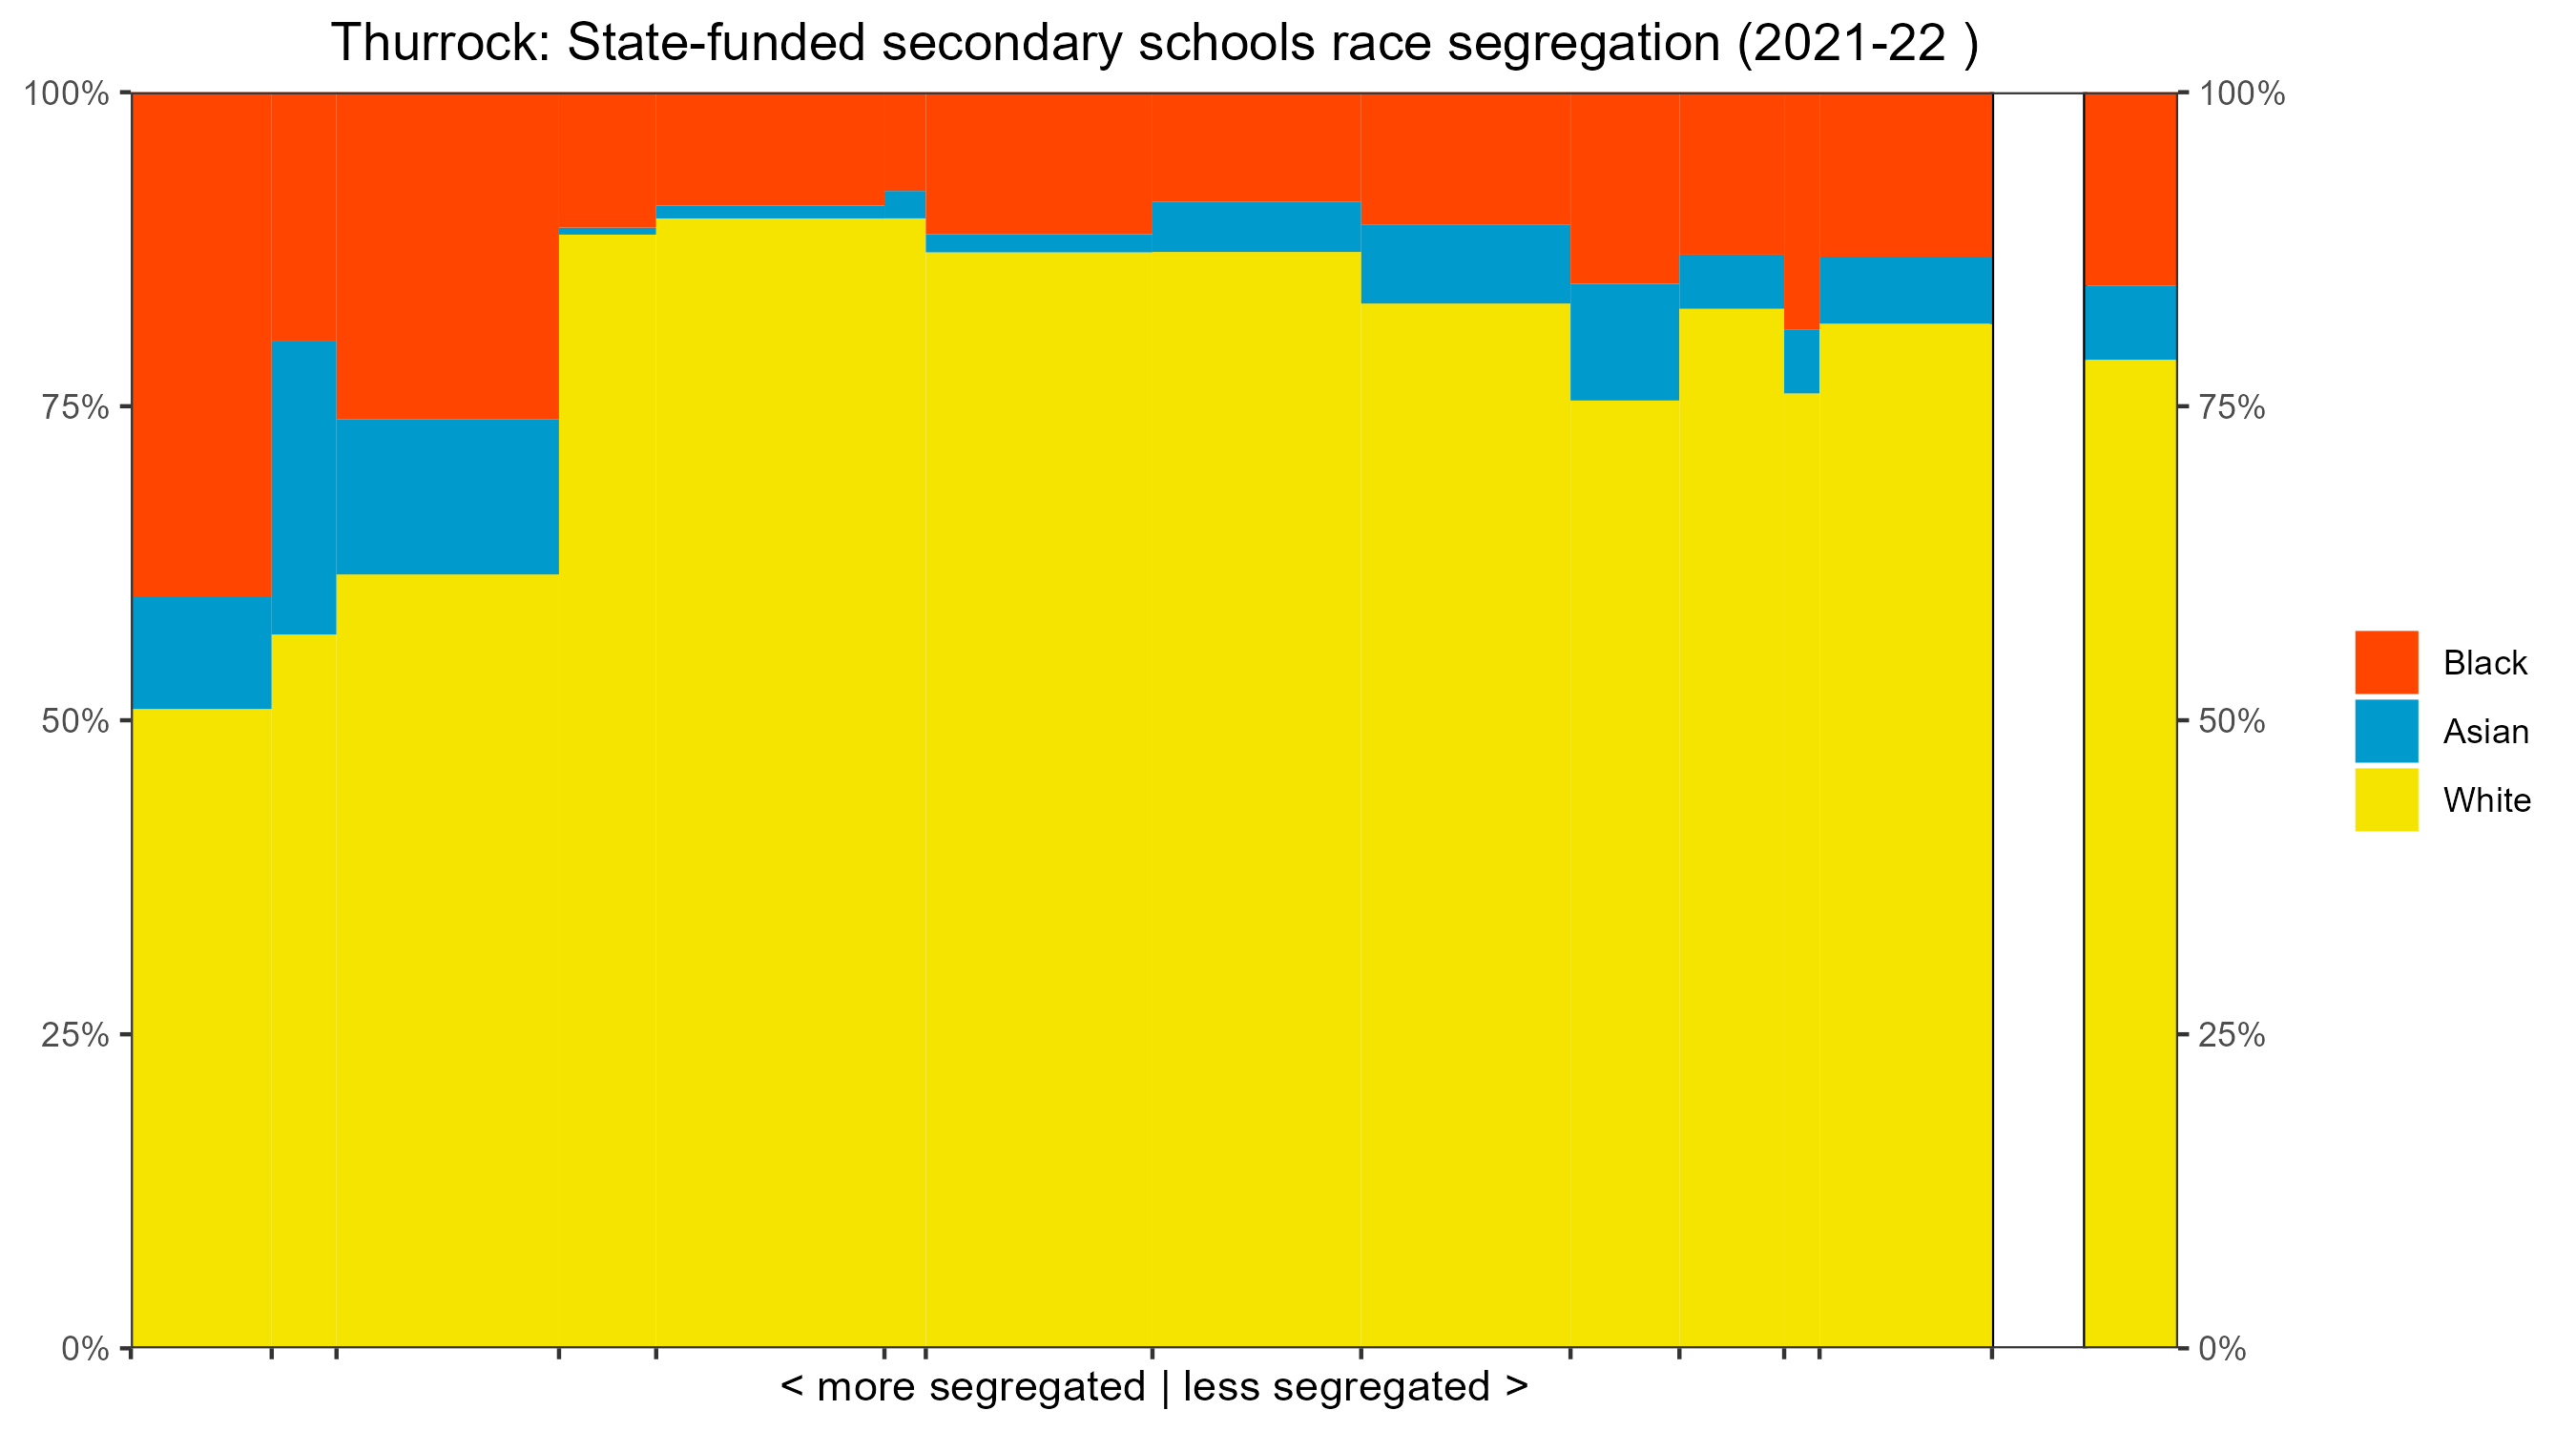 Thurrock: State-funded secondary schools race segregation (2021-22 )
100%
75%
50%
25%
0%
100%
75%
50%
25%
0%
Black
Asian
White
< more segregated | less segregated >